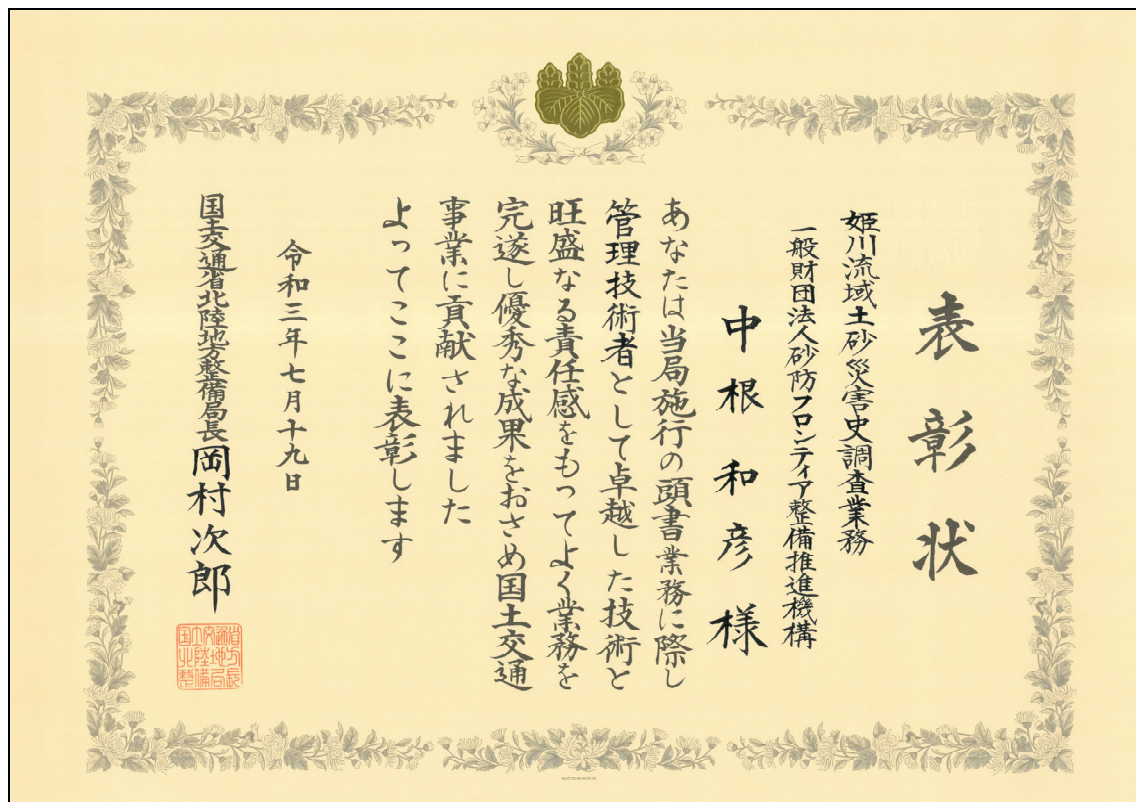 表彰状
姫川流域土砂災害史調査業務
一般財団法人砂防フロンティア整備推進機構
中根和彦様
あなたは当局施行の頭書業務に際し
管理技術者として卓越した技術と
旺盛なる責任感をもってよく業務を
完遂し優秀な成果をおさめ国土交通
事業に貢献されました
よってここに表彰します
令和三年七月十九日
国土交通省北陸地方整備局長岡村次郎